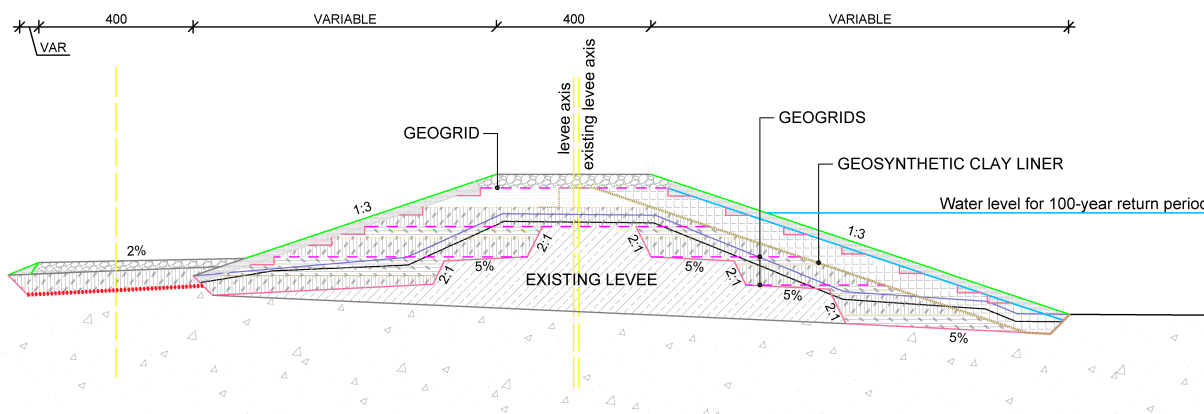 400
VARIABLE
400
VARIABLE
VAR
levee axis
existing levee axis
GEOGRID
GEOGRIDS
GEOSYNTHETIC CLAY LINER
Water level for 100-year return period
1:3
1:3
2%
2:1
2:1
5%
EXISTING LEVEE
5%
2:1
2:1
5%
2:1
5%